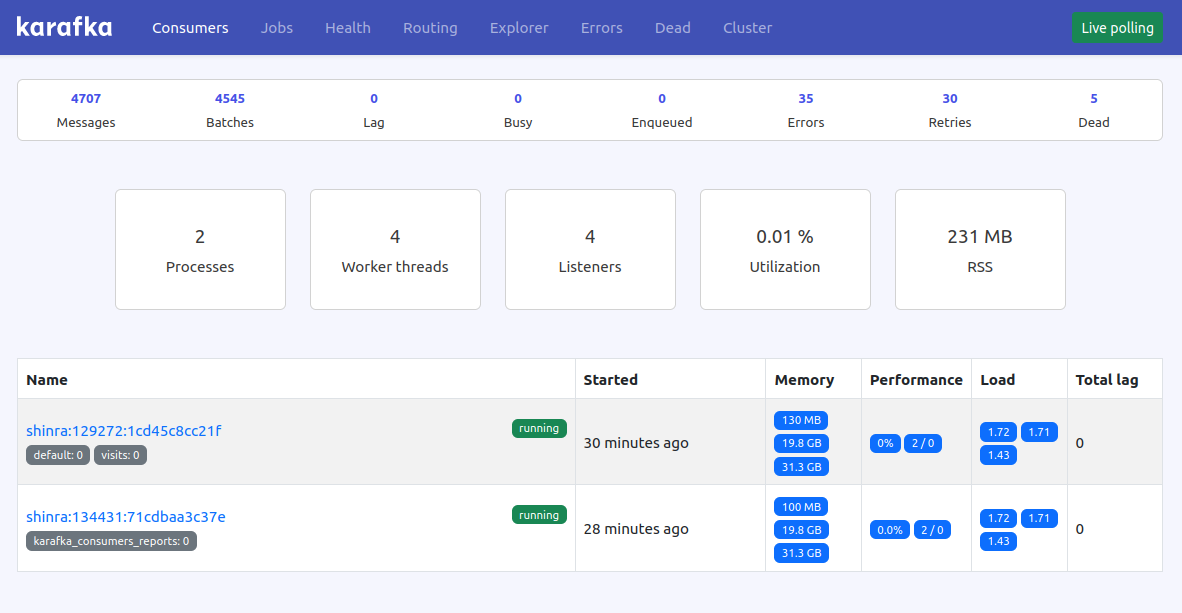 karafka Consumers Jobs Health Routing Explorer Errors Dead Cluster Live polling
4707 4545 0 0 0 35 30 5
Messages Batches Lag Busy Enqueued Errors Retries Dead
2 4 4 0.01 % 231 MB
Processes Worker threads Listeners Utilization RSS
Name Started Memory Performance Load Total lag
shinra:129272:1cd45c8cc21f running
default: 0 visits: 0
30 minutes ago
130 MB
19.8 GB
31.3 GB
0% 2 / 0
1.72 1.71
1.43
0
shinra:134431:71cdbaa3c37e running
karafka_consumers_reports: 0
28 minutes ago
100 MB
19.8 GB
31.3 GB
0.0% 2 / 0
1.72 1.71
1.43
0